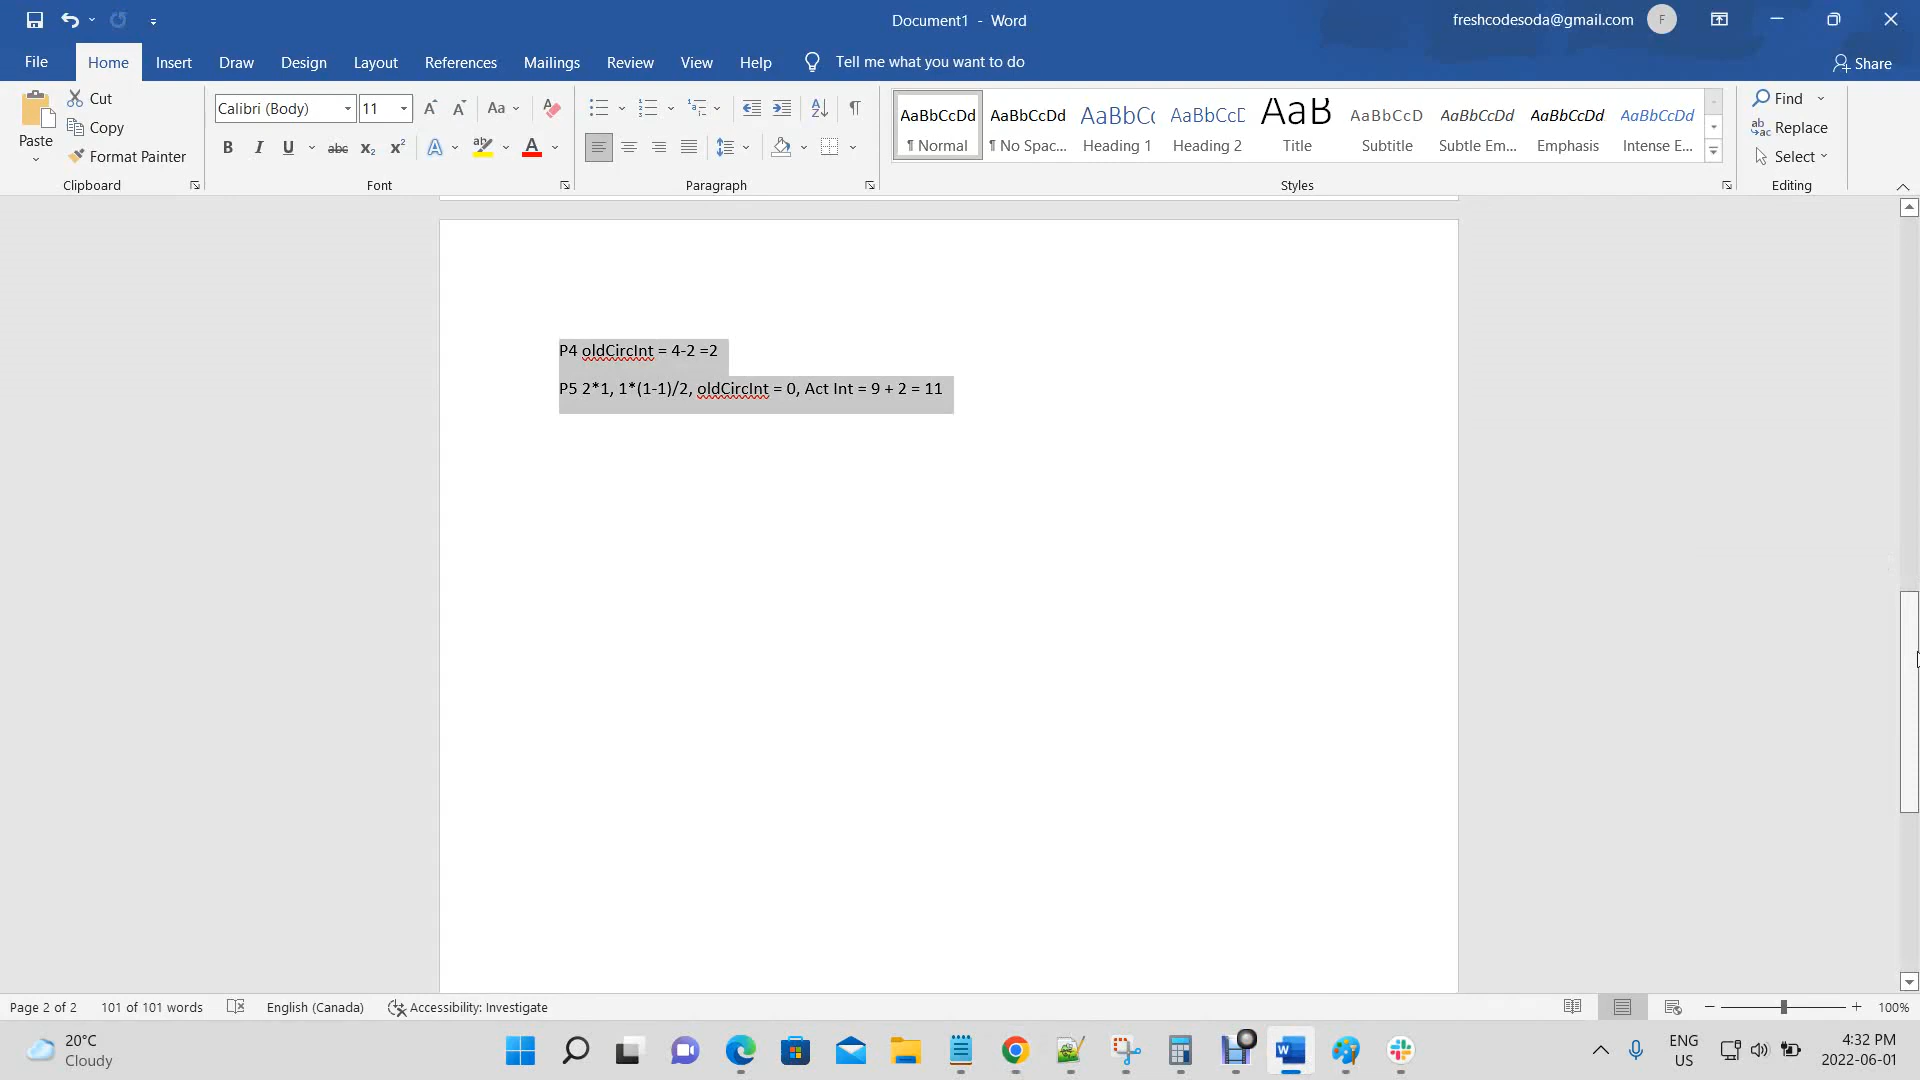 Document1 - Word
freshcodesoda@gmail.com
F
File
Home
Insert
Draw
Design
Layout
References
Mailings
Review
View
Help
Tell me what you want to do
Share
Paste
Cut
Copy
Format Painter
Clipboard
Calibri (Body)
11
Aa
Font
Paragraph
AaBbCcDd
¶ Normal
AaBbCcDd
¶ No Spac...
AaBbCc
Heading 1
AaBbCcD
Heading 2
AaB
Title
AaBbCcD
Subtitle
AaBbCcDd
Subtle Em...
AaBbCcDd
Emphasis
AaBbCcDd
Intense E...
Styles
Find
Replace
Select
Editing
P4 oldCircInt = 4-2 =2
P5 2*1, 1*(1-1)/2, oldCircInt = 0, Act Int = 9 + 2 = 11
Page 2 of 2
101 of 101 words
English (Canada)
Accessibility: Investigate
100%
20°C
Cloudy
ENG
US
4:32 PM
2022-06-01